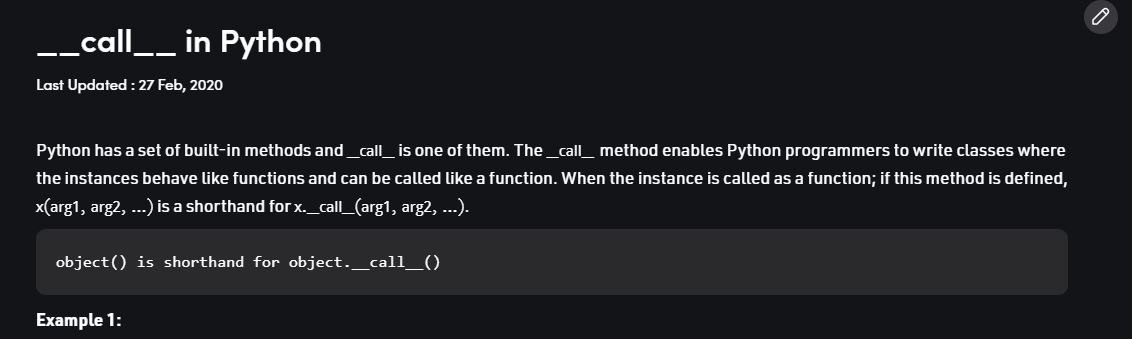 __call__ in Python
Last Updated : 27 Feb, 2020
Python has a set of built-in methods and __call__ is one of them. The __call__ method enables Python programmers to write classes where
the instances behave like functions and can be called like a function. When the instance is called as a function; if this method is defined,
x(arg1, arg2, ...) is a shorthand for x.__call__(arg1, arg2, ...).
object() is shorthand for object.__call__()
Example 1: